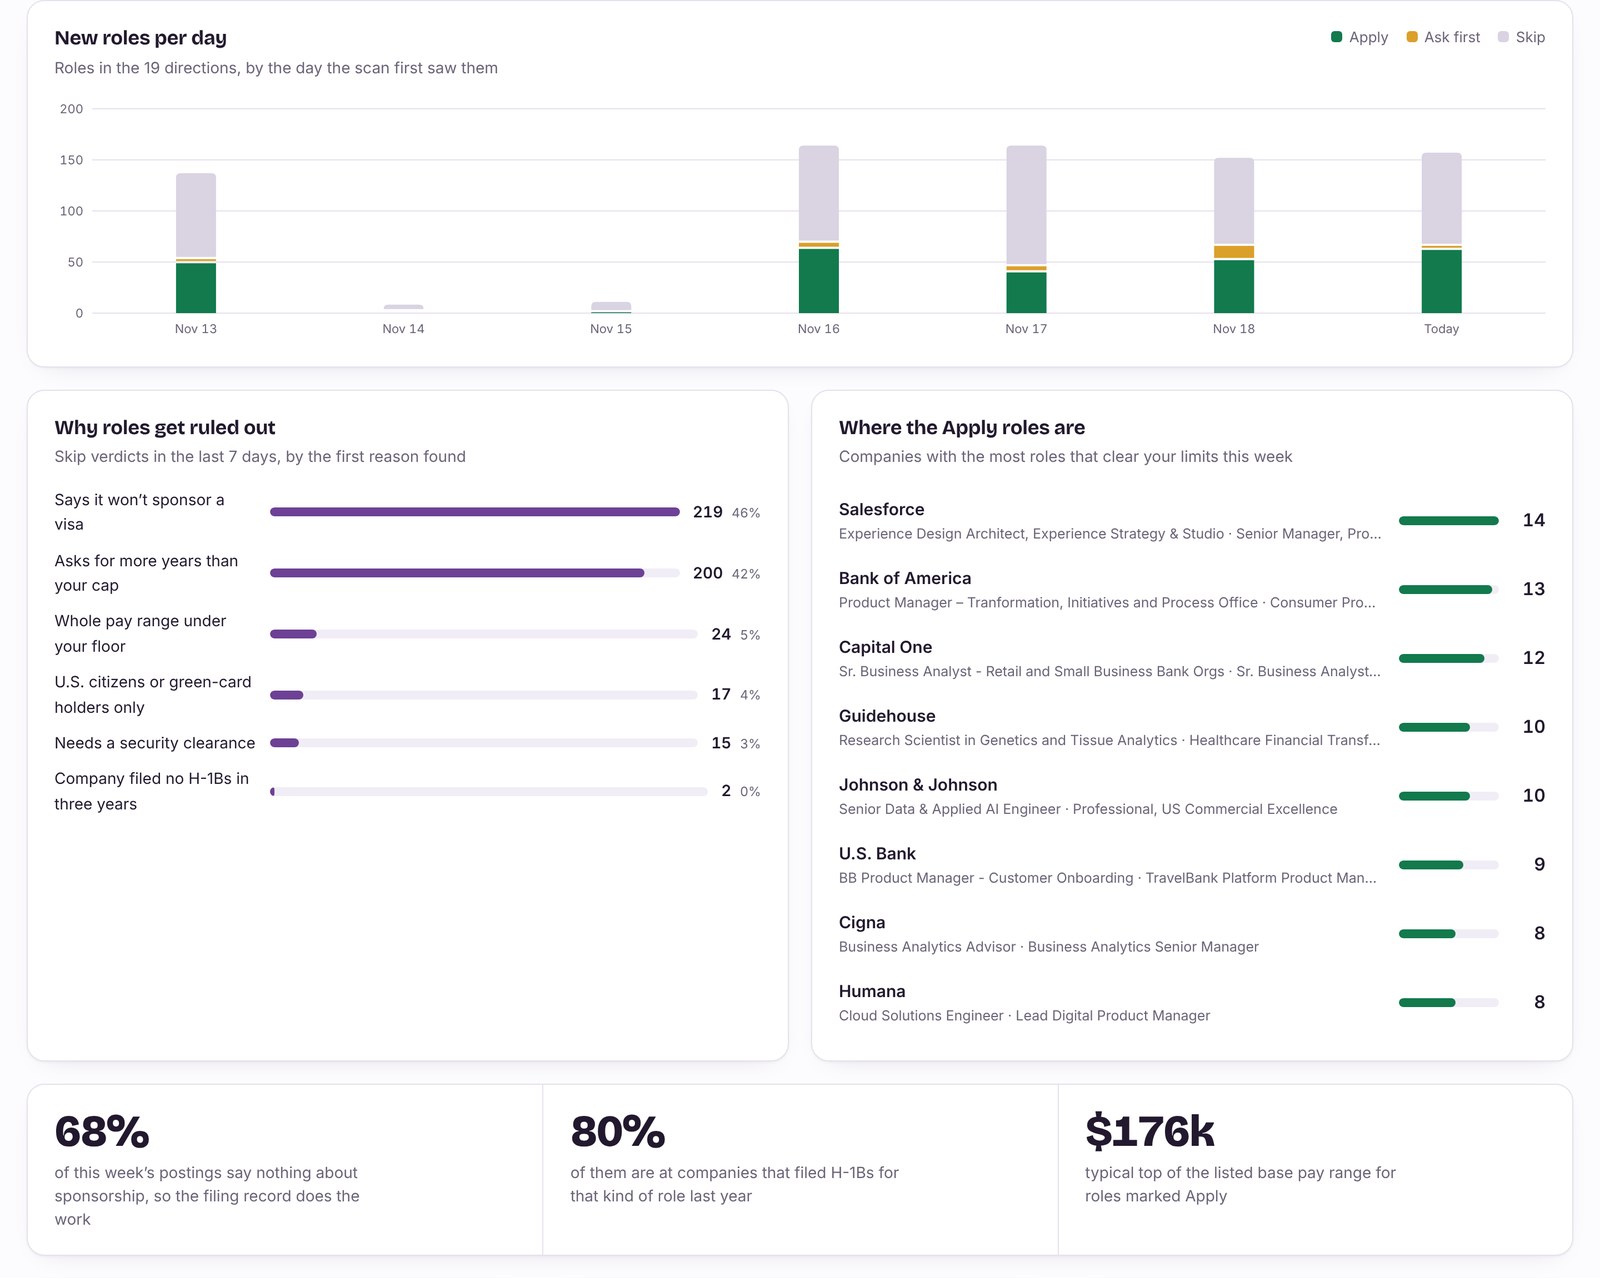 New roles per day
Apply
Ask first
Skip
Roles in the 19 directions, by the day the scan first saw them
200
150
100
50
0
Nov 13
Nov 14
Nov 15
Nov 16
Nov 17
Nov 18
Today
Why roles get ruled out
Skip verdicts in the last 7 days, by the first reason found
Says it won’t sponsor a
visa
219 46%
Asks for more years than
your cap
200 42%
Whole pay range under
your floor
24 5%
U.S. citizens or green-card
holders only
17 4%
Needs a security clearance
15 3%
Company filed no H-1Bs in
three years
2 0%
Where the Apply roles are
Companies with the most roles that clear your limits this week
Salesforce
Experience Design Architect, Experience Strategy & Studio · Senior Manager, Pro...
14
Bank of America
Product Manager – Tranformation, Initiatives and Process Office · Consumer Pro...
13
Capital One
Sr. Business Analyst - Retail and Small Business Bank Orgs · Sr. Business Analyst...
12
Guidehouse
Research Scientist in Genetics and Tissue Analytics · Healthcare Financial Transf...
10
Johnson & Johnson
Senior Data & Applied AI Engineer · Professional, US Commercial Excellence
10
U.S. Bank
BB Product Manager - Customer Onboarding · TravelBank Platform Product Man...
9
Cigna
Business Analytics Advisor · Business Analytics Senior Manager
8
Humana
Cloud Solutions Engineer · Lead Digital Product Manager
8
68%
of this week’s postings say nothing about
sponsorship, so the filing record does the
work
80%
of them are at companies that filed H-1Bs for
that kind of role last year
$176k
typical top of the listed base pay range for
roles marked Apply